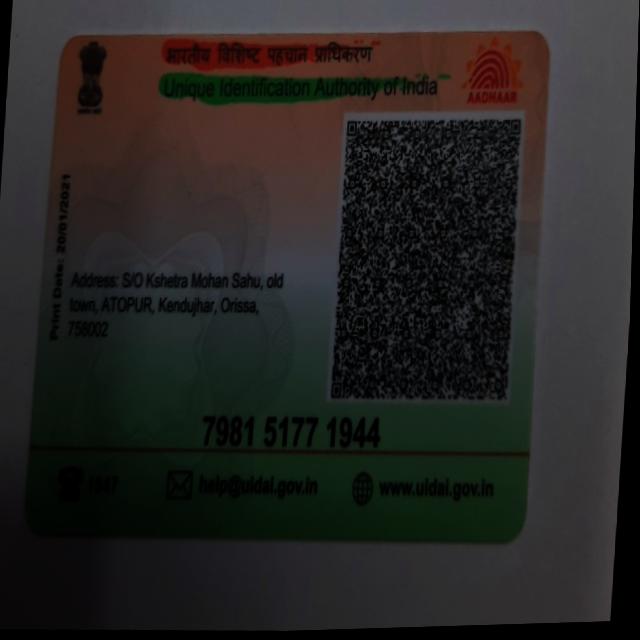 भारतीय विशिष्ट पहचान प्राधिकरण
Unique Identification Authority of India
AADHAAR
Print Date: 20/01/2021
Address: S/O Kshetra Mohan Sahu, old
town, ATOPUR, Kendujhar, Orissa,
758002
7981 5177 1944
1947
help@uidai.gov.in
www.uidai.gov.in